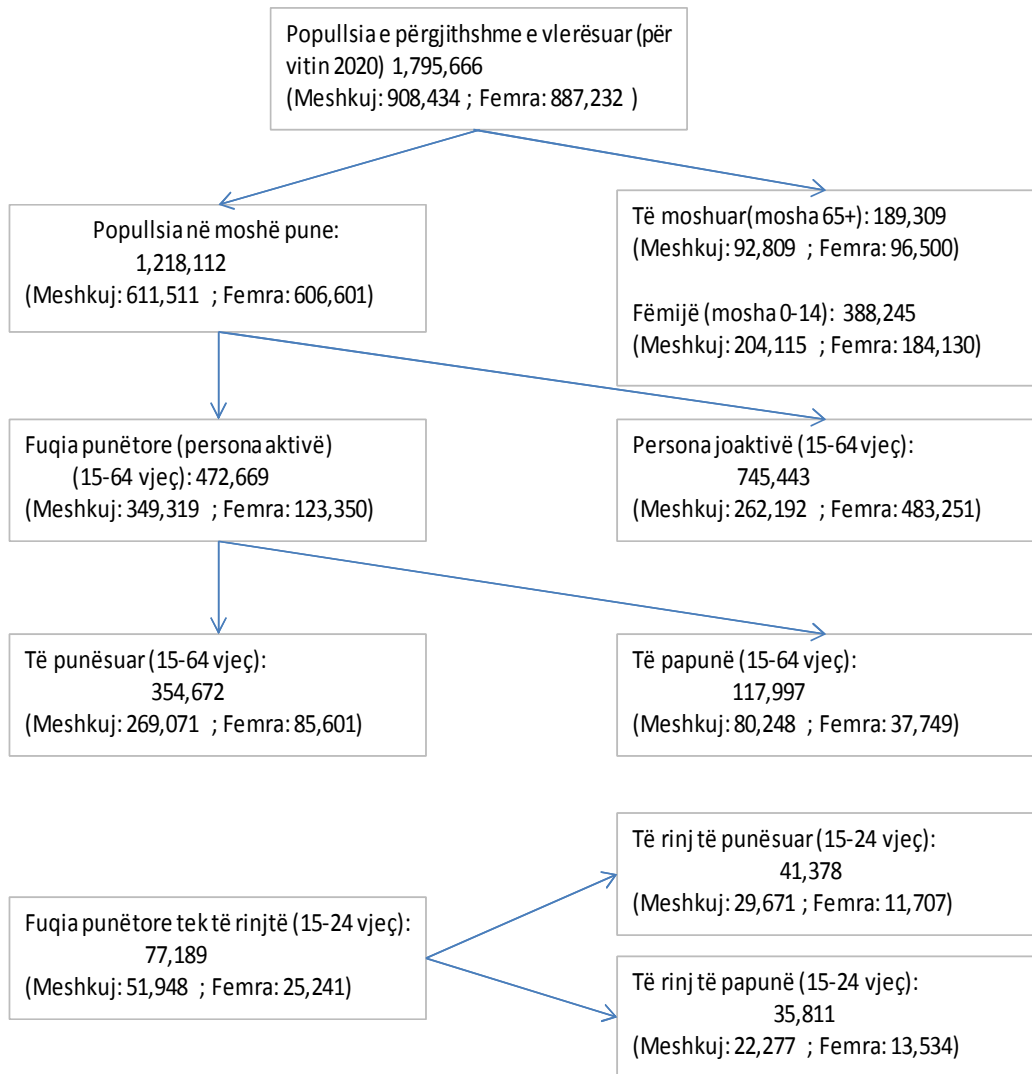 Popullsia e përgjithshme e vlerësuar (për
vitin 2020) 1,795,666
(Meshkuj: 908,434 ; Femra: 887,232 )
Popullsia në moshë pune:
1,218,112
(Meshkuj: 611,511 ; Femra: 606,601)
Të moshuar(mosha 65+): 189,309
(Meshkuj: 92,809 ; Femra: 96,500)
Fëmijë (mosha 0-14): 388,245
(Meshkuj: 204,115 ; Femra: 184,130)
Fuqia punëtore (persona aktivë)
(15-64 vjeç): 472,669
(Meshkuj: 349,319 ; Femra: 123,350)
Persona joaktivë (15-64 vjeç):
745,443
(Meshkuj: 262,192 ; Femra: 483,251)
Të punësuar (15-64 vjeç):
354,672
(Meshkuj: 269,071 ; Femra: 85,601)
Të papunë (15-64 vjeç):
117,997
(Meshkuj: 80,248 ; Femra: 37,749)
Fuqia punëtore tek të rinjtë (15-24 vjeç):
77,189
(Meshkuj: 51,948 ; Femra: 25,241)
Të rinj të punësuar (15-24 vjeç):
41,378
(Meshkuj: 29,671 ; Femra: 11,707)
Të rinj të papunë (15-24 vjeç):
35,811
(Meshkuj: 22,277 ; Femra: 13,534)